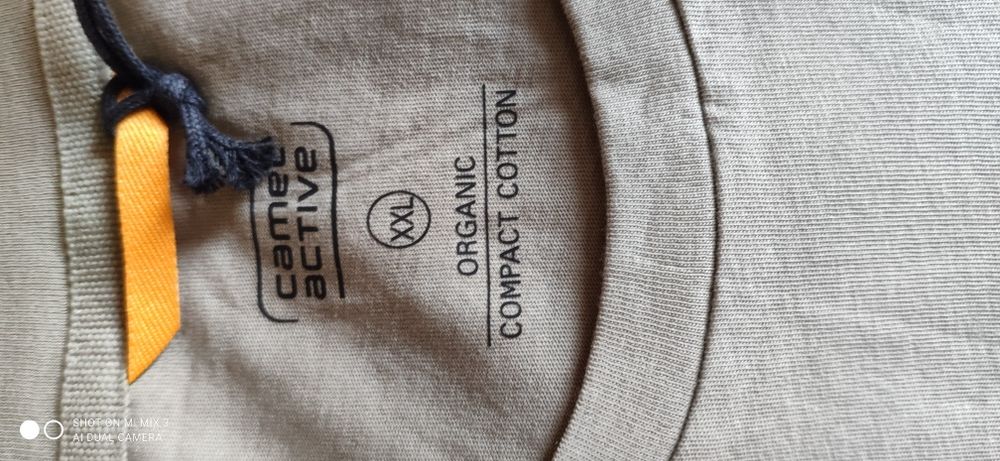 camel
active
XXL
ORGANIC
COMPACT COTTON
SHOT ON MI MIX 3
AI DUAL CAMERA